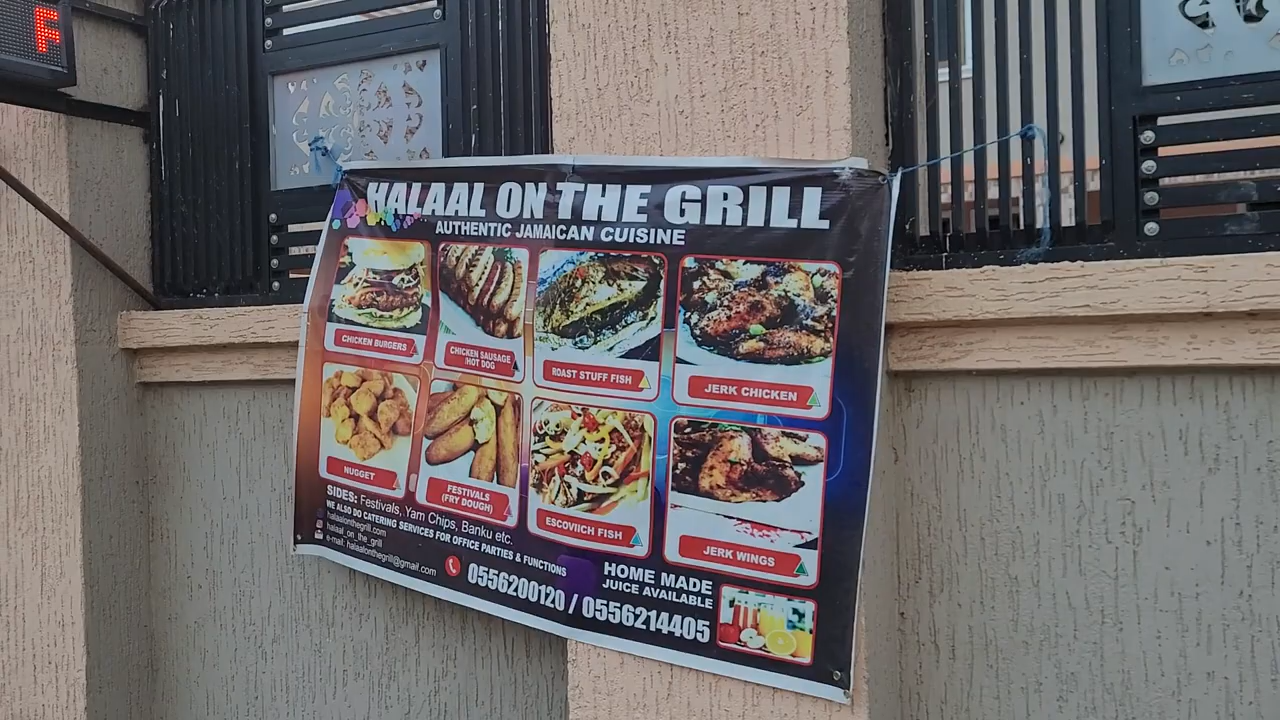 F
HALAAL ON THE GRILL
AUTHENTIC JAMAICAN CUISINE
CHICKEN BURGERS
CHICKEN SAUSAGE
/HOT DOG
ROAST STUFF FISH
JERK CHICKEN
NUGGET
FESTIVALS
(FRY DOUGH)
ESCOVIICH FISH
JERK WINGS
SIDES: Festivals, Yam Chips, Banku etc.
WE ALSO DO CATERING SERVICES FOR OFFICE PARTIES & FUNCTIONS
halaalonthegrill.com
halaal_on_the_grill
e-mail: halaalonthegrill@gmail.com
0556200120 / 0556214405
HOME MADE
JUICE AVAILABLE